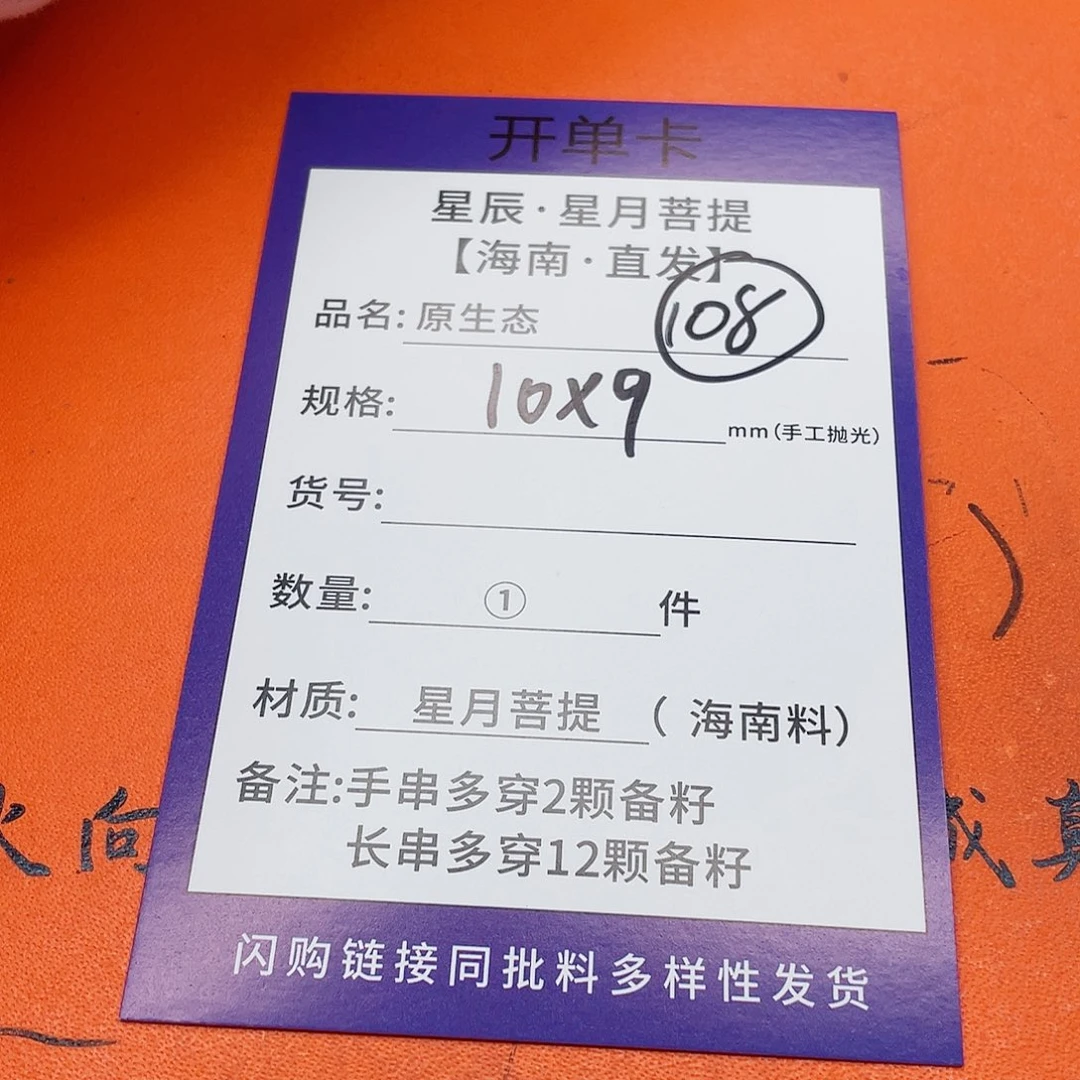 开单卡
星辰·星月菩提
【海南·直发】
品名:原生态 108
规格: 10X9 mm(手工抛光)
货号:
数量: ① 件
材质: 星月菩提 (海南料)
备注:手串多穿2颗备籽
长串多穿12颗备籽
闪购链接同批料多样性发货